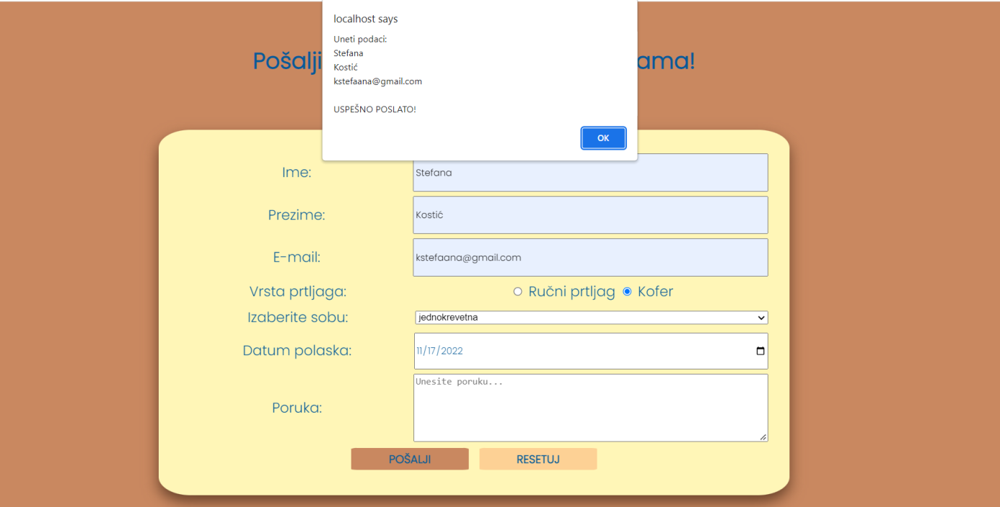 localhost says
Uneti podaci:
Stefana
Kostić
kstefaana@gmail.com
USPEŠNO POSLATO!
OK
Pošalji ama!
Ime: Stefana
Prezime: Kostić
E-mail: kstefaana@gmail.com
Vrsta prtljaga: Ručni prtljag Kofer
Izaberite sobu: jednokrevetna
Datum polaska: 11/17/2022
Poruka: Unesite poruku...
POŠALJI RESETUJ